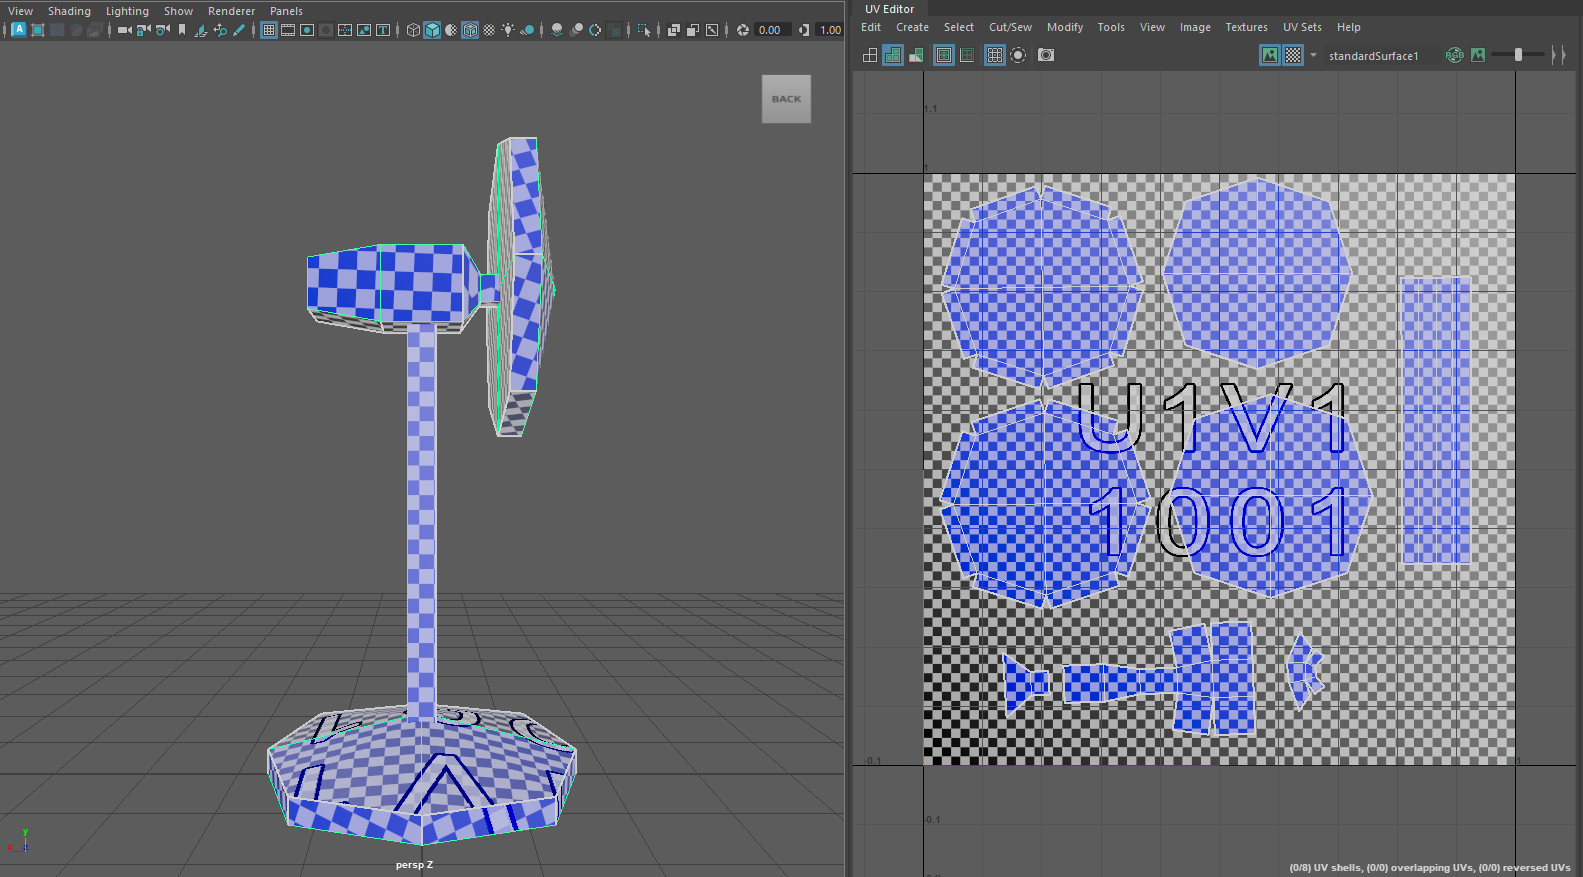 View Shading Lighting Show Renderer Panels
0.00 1.00
BACK
y
persp Z
UV Editor
Edit Create Select Cut/Sew Modify Tools View Image Textures UV Sets Help
standardSurface1
RGB
1.1
1
U1V1
1001
-0.1 1
-0.1
(0/8) UV shells, (0/0) overlapping UVs, (0/0) reversed UVs